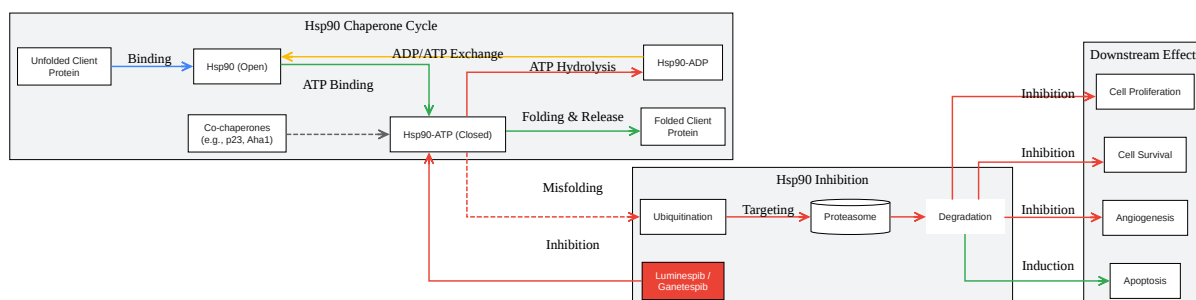 Hsp90 Chaperone Cycle
Unfolded Client
Protein
Binding
Hsp90 (Open)
ADP/ATP Exchange
Hsp90-ADP
ATP Binding
ATP Hydrolysis
Co-chaperones
(e.g., p23, Aha1)
Hsp90-ATP (Closed)
Folding & Release
Folded Client
Protein
Misfolding
Inhibition
Hsp90 Inhibition
Ubiquitination
Targeting
Proteasome
Degradation
Luminespib /
Ganetespib
Downstream Effect
Inhibition
Cell Proliferation
Inhibition
Cell Survival
Inhibition
Angiogenesis
Induction
Apoptosis